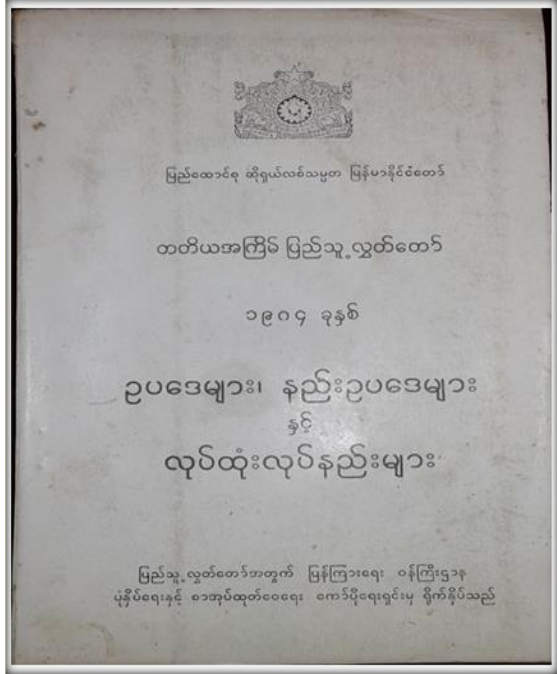 ပြည်ထောင်စု ဆိုရှယ်လစ်သမ္မတ မြန်မာနိုင်ငံတော်
တတိယအကြိမ် ပြည်သူ့လွှတ်တော်
၁၉၈၄ ခုနှစ်
ဥပဒေများ၊ နည်းဥပဒေများ
နှင့်
လုပ်ထုံးလုပ်နည်းများ
ပြည်သူ့လွှတ်တော်အတွက် ပြန်ကြားရေး ဝန်ကြီးဌာန
ပုံနှိပ်ရေးနှင့် စာအုပ်ထုတ်ဝေရေး ကော်ပိုရေးရှင်းမှ ရိုက်နှိပ်သည်